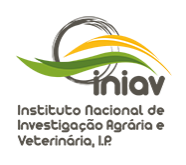 iniav
Instituto Nacional de
Investigação Agrária e
Veterinária, I.P.